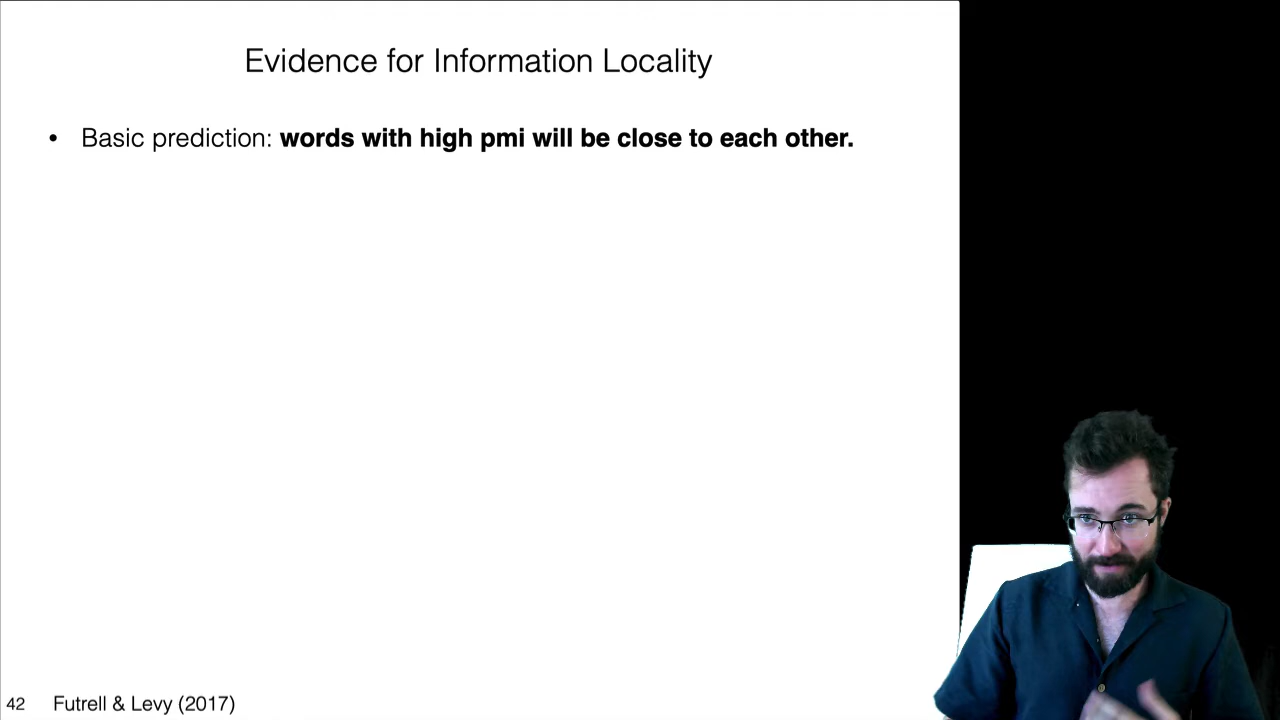 Evidence for Information Locality
• Basic prediction: words with high pmi will be close to each other.
42 Futrell & Levy (2017)